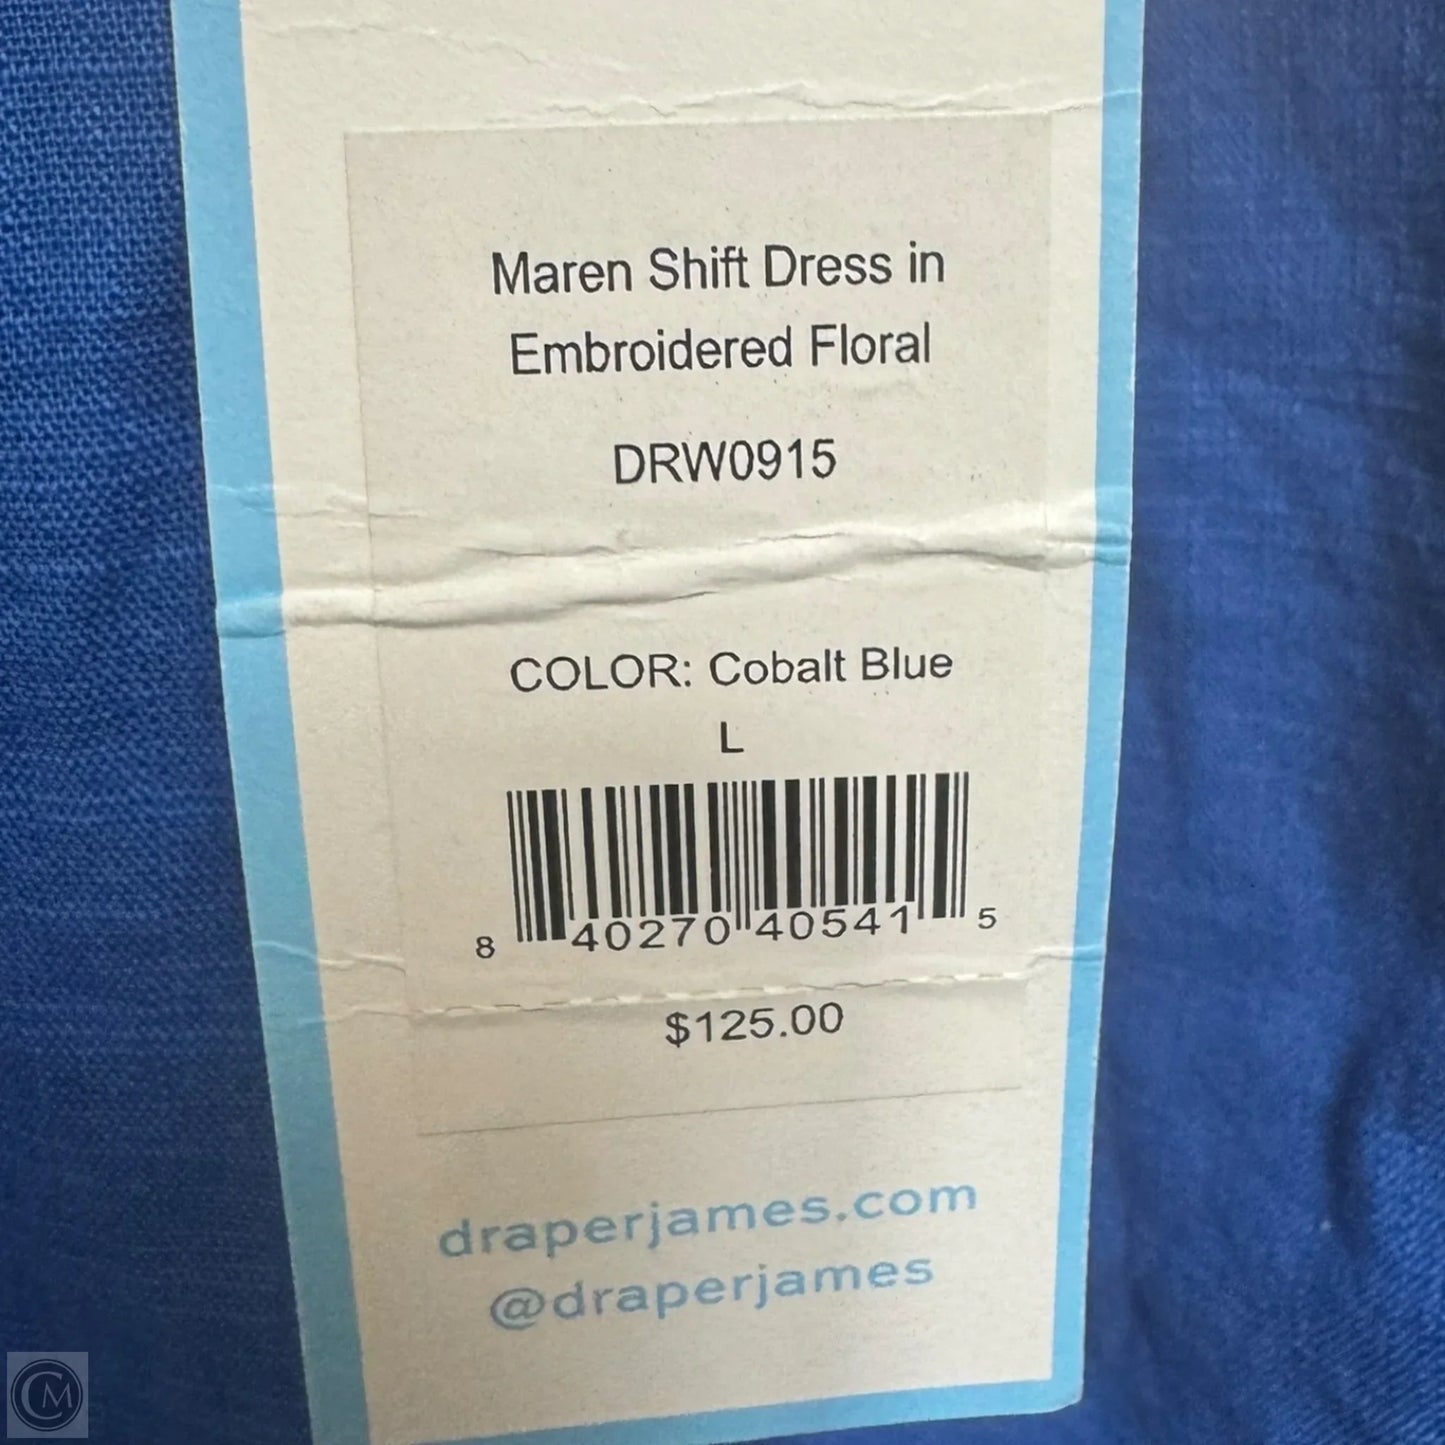 Maren Shift Dress in
Embroidered Floral
DRW0915
COLOR: Cobalt Blue
L
8 40270 40541 5
$125.00
draperjames.com
@draperjames
CM